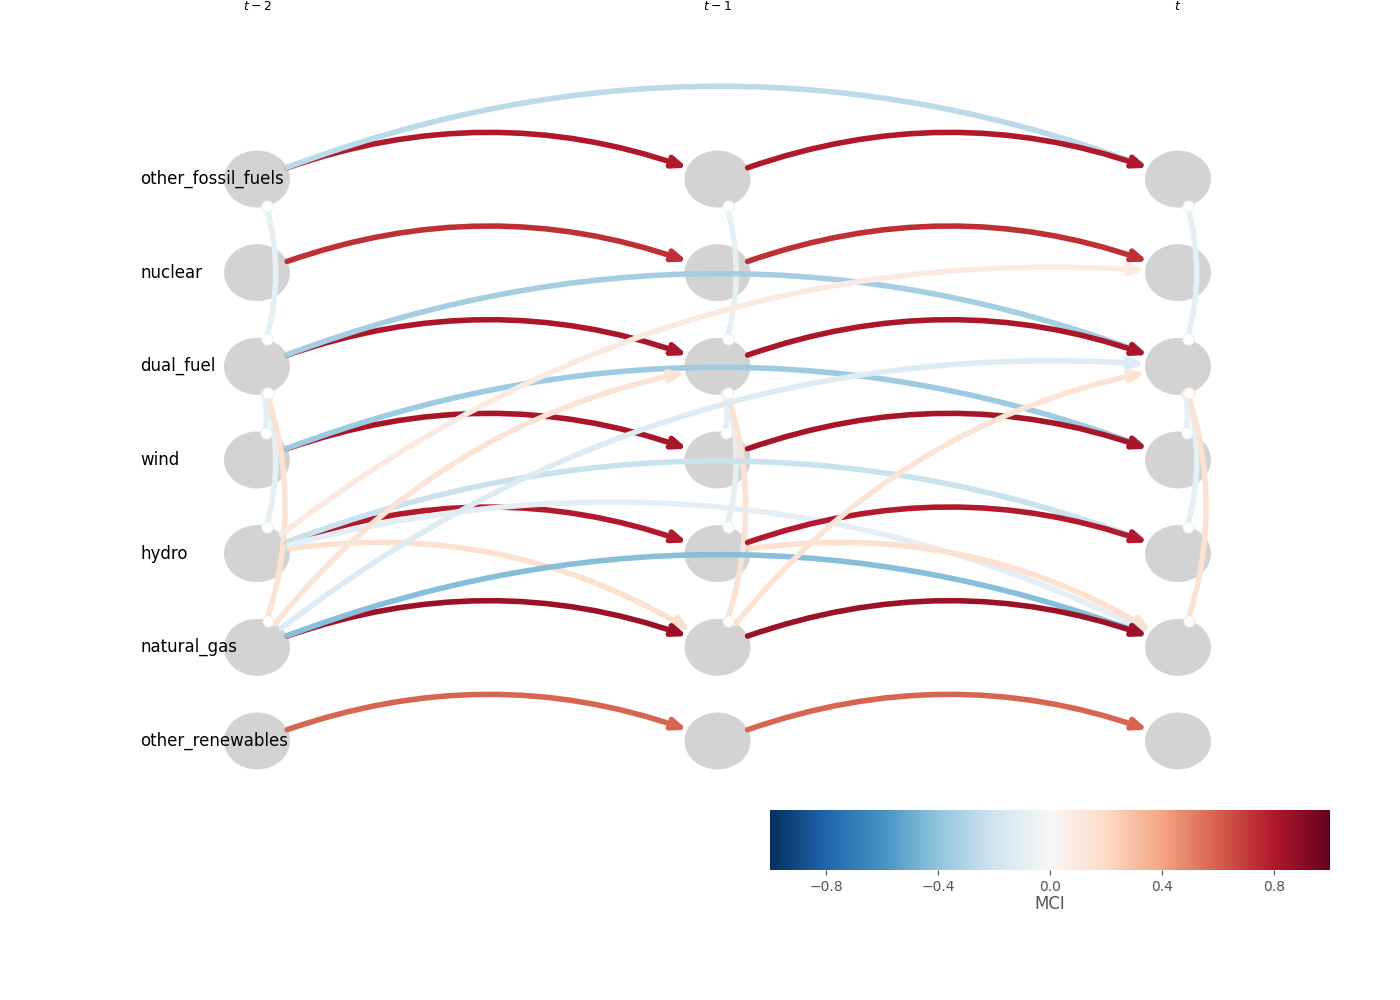 t − 2 t − 1 t
other_fossil_fuels
nuclear
dual_fuel
wind
hydro
natural_gas
other_renewables
−0.8 −0.4 0.0 0.4 0.8
MCI